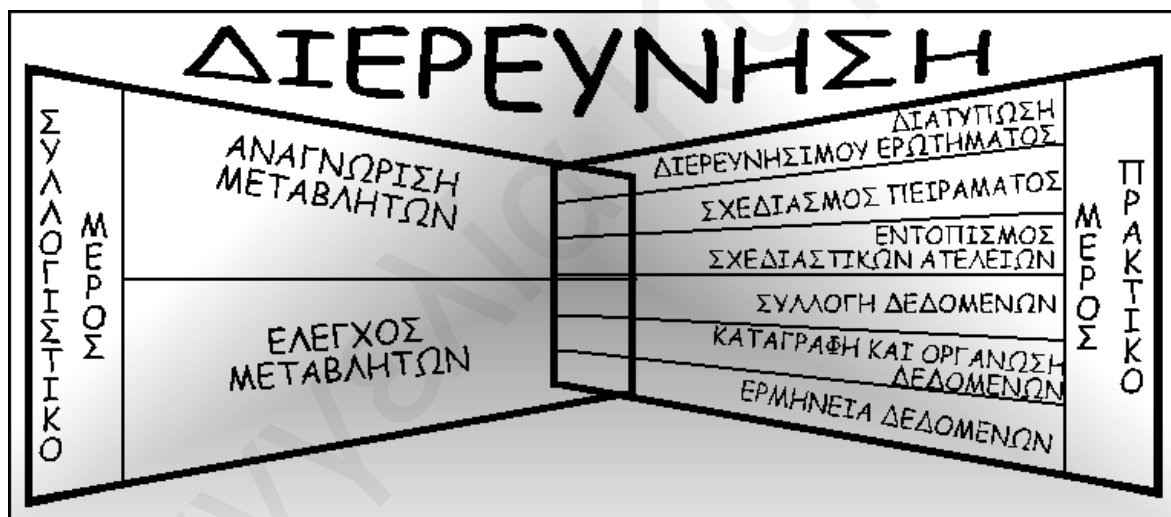 ΔΙΕΡΕΥΝΗΣΗ
ΣΥΛΛΟΓΙΣΤΙΚΟ
ΜΕΡΟΣ
ΑΝΑΓΝΩΡΙΣΗ
ΜΕΤΑΒΛΗΤΩΝ
ΕΛΕΓΧΟΣ
ΜΕΤΑΒΛΗΤΩΝ
ΔΙΑΤΥΠΩΣΗ
ΔΙΕΡΕΥΝΗΣΙΜΟΥ ΕΡΩΤΗΜΑΤΟΣ
ΣΧΕΔΙΑΣΜΟΣ ΠΕΙΡΑΜΑΤΟΣ
ΕΝΤΟΠΙΣΜΟΣ
ΣΧΕΔΙΑΣΤΙΚΩΝ ΑΤΕΛΕΙΩΝ
ΣΥΛΛΟΓΗ ΔΕΔΟΜΕΝΩΝ
ΚΑΤΑΓΡΑΦΗ ΚΑΙ ΟΡΓΑΝΩΣΗ
ΔΕΔΟΜΕΝΩΝ
ΕΡΜΗΝΕΙΑ ΔΕΔΟΜΕΝΩΝ
ΜΕΡΟΣ
ΠΡΑΚΤΙΚΟ